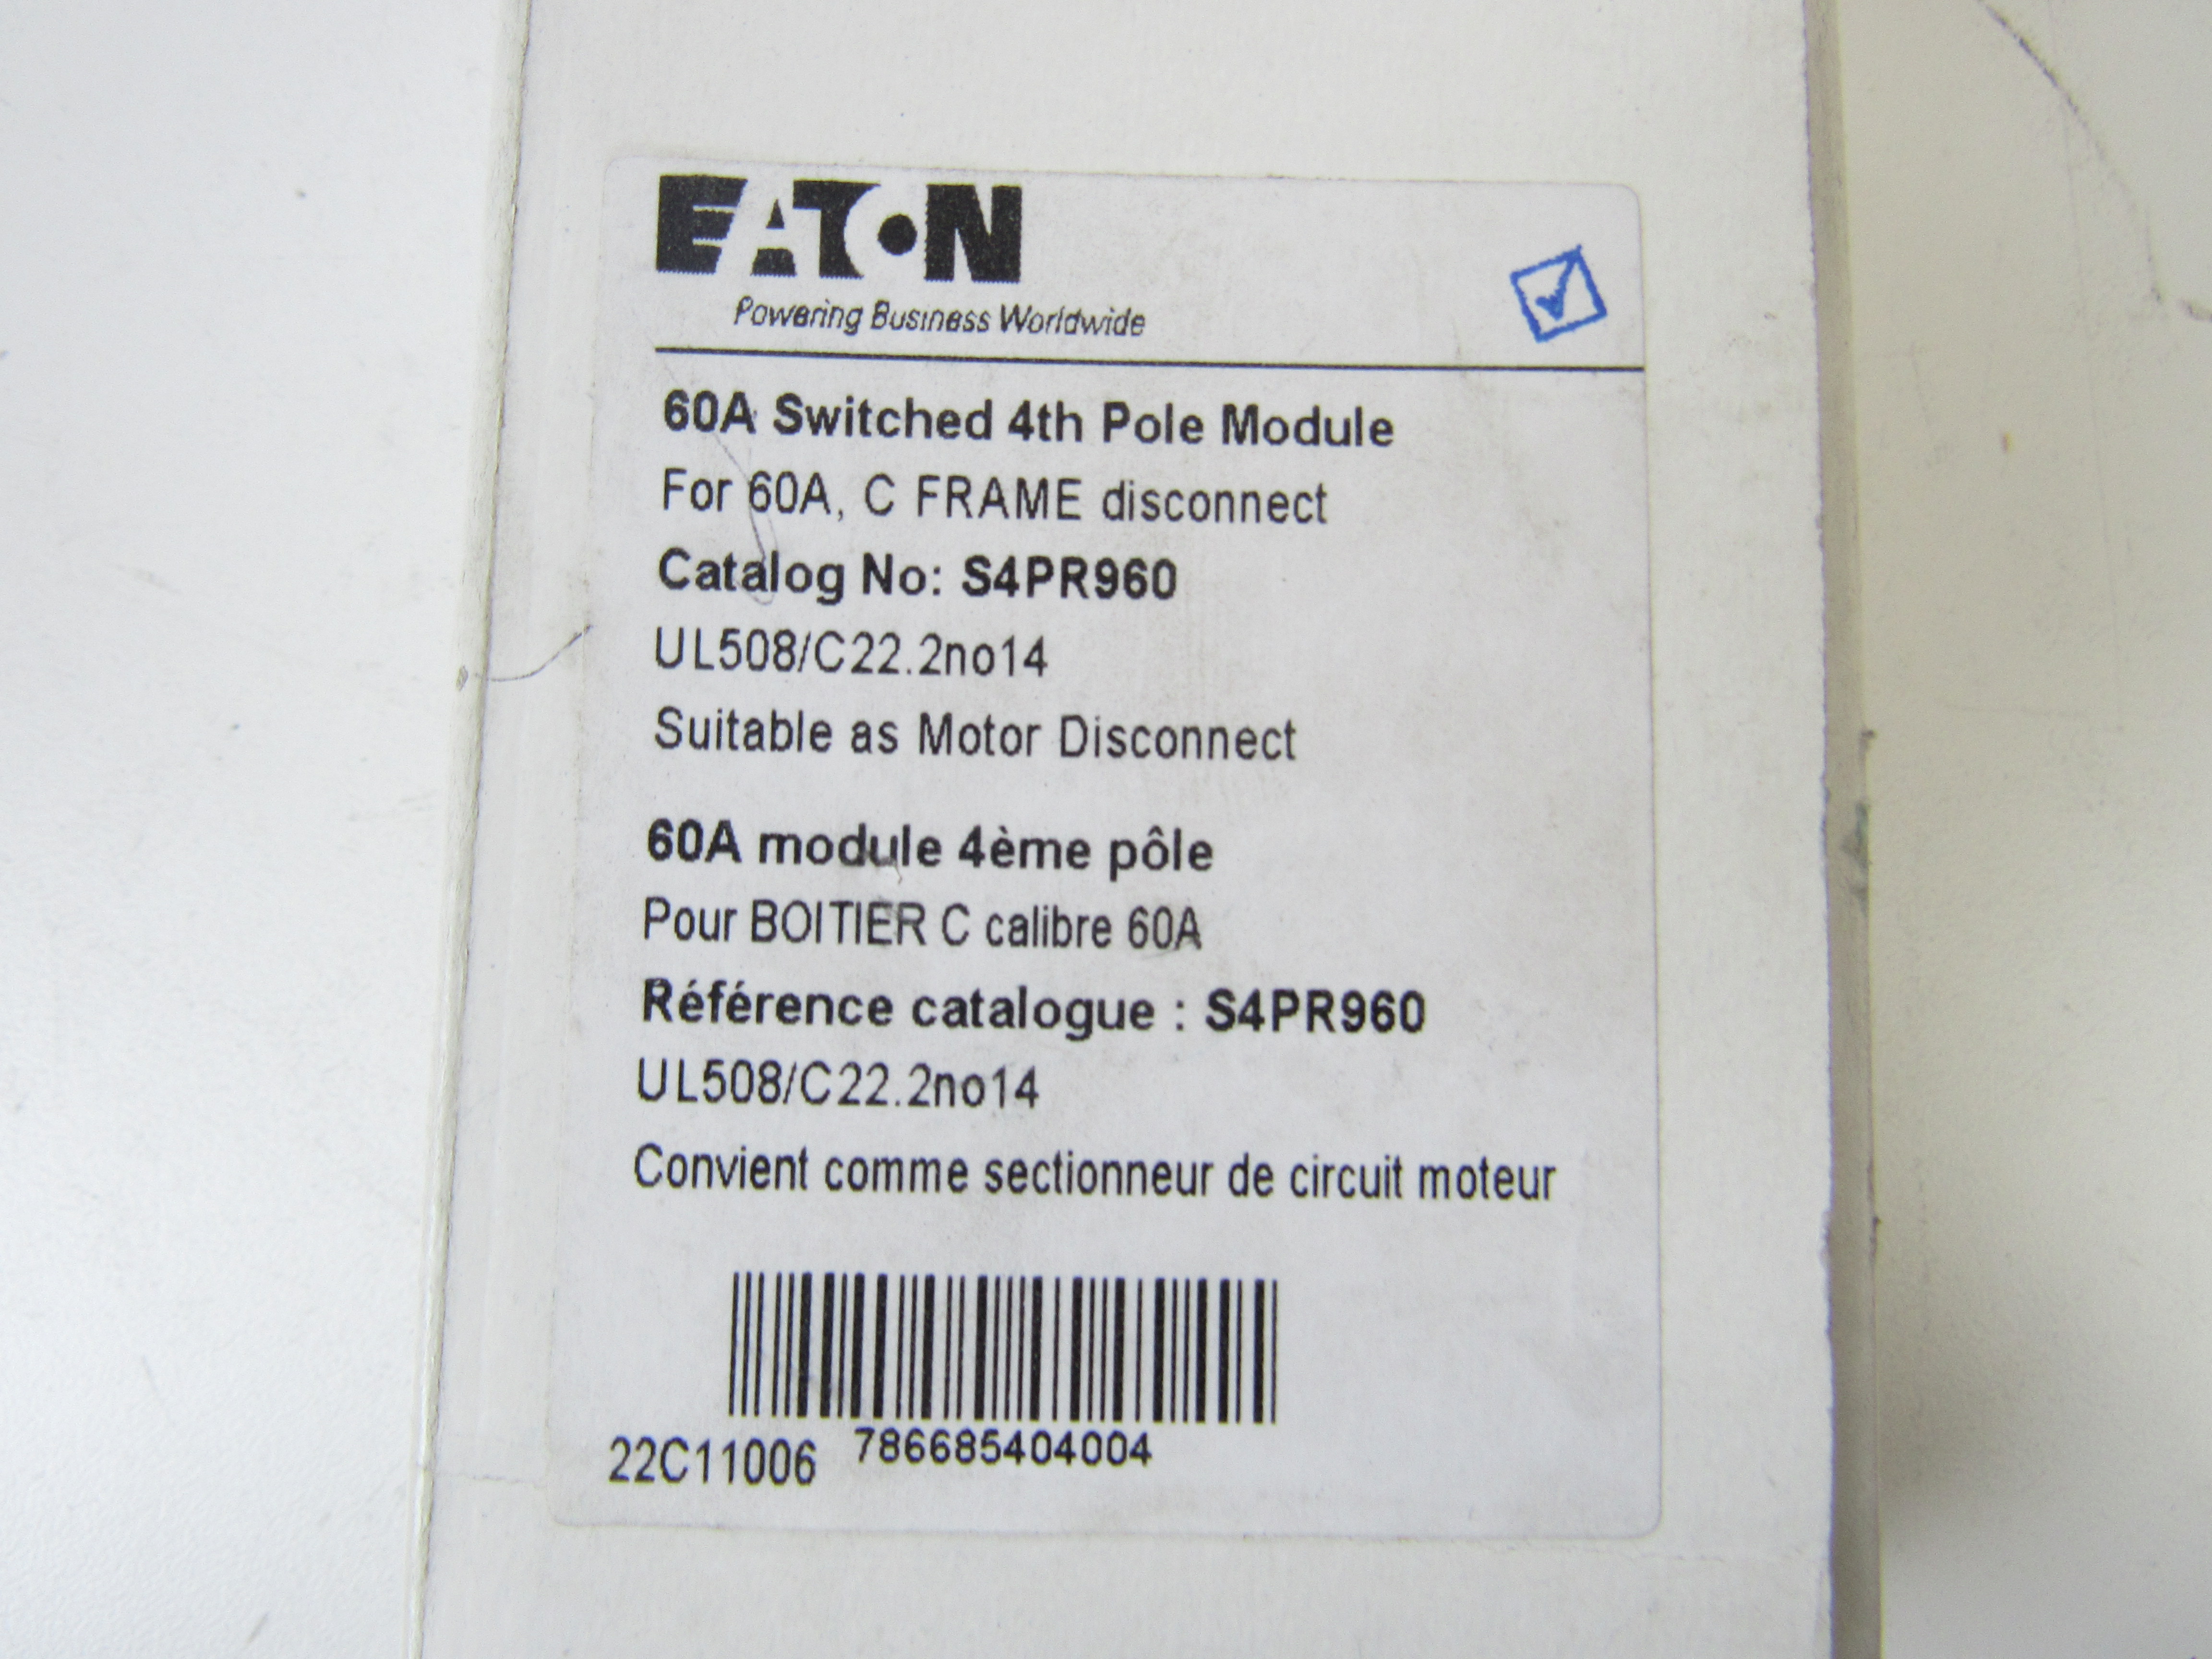 EATON
Powering Business Worldwide
60A Switched 4th Pole Module
For 60A, C FRAME disconnect
Catalog No: S4PR960
UL508/C22.2no14
Suitable as Motor Disconnect
60A module 4ème pôle
Pour BOITIER C calibre 60A
Référence catalogue : S4PR960
UL508/C22.2no14
Convient comme sectionneur de circuit moteur
22C11006 786685404004